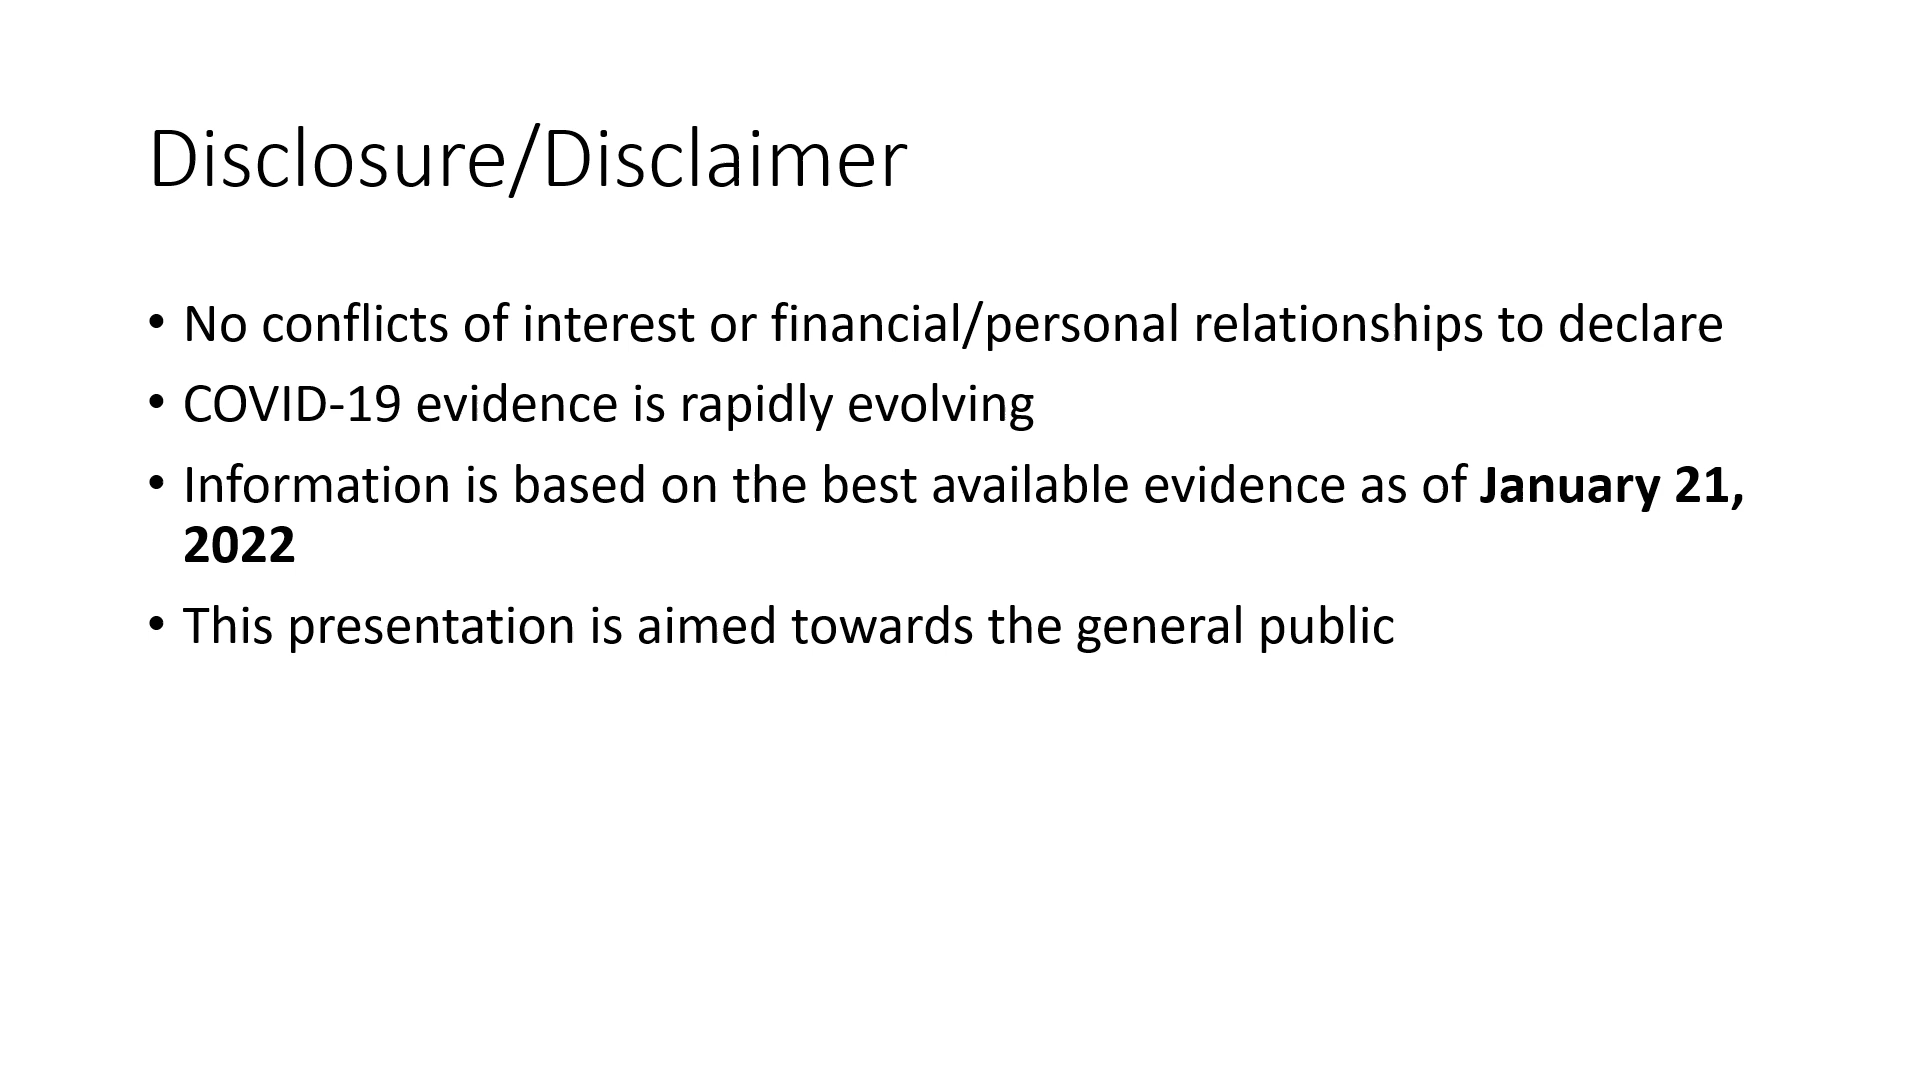 Disclosure/Disclaimer
• No conflicts of interest or financial/personal relationships to declare
• COVID-19 evidence is rapidly evolving
• Information is based on the best available evidence as of January 21,
2022
• This presentation is aimed towards the general public